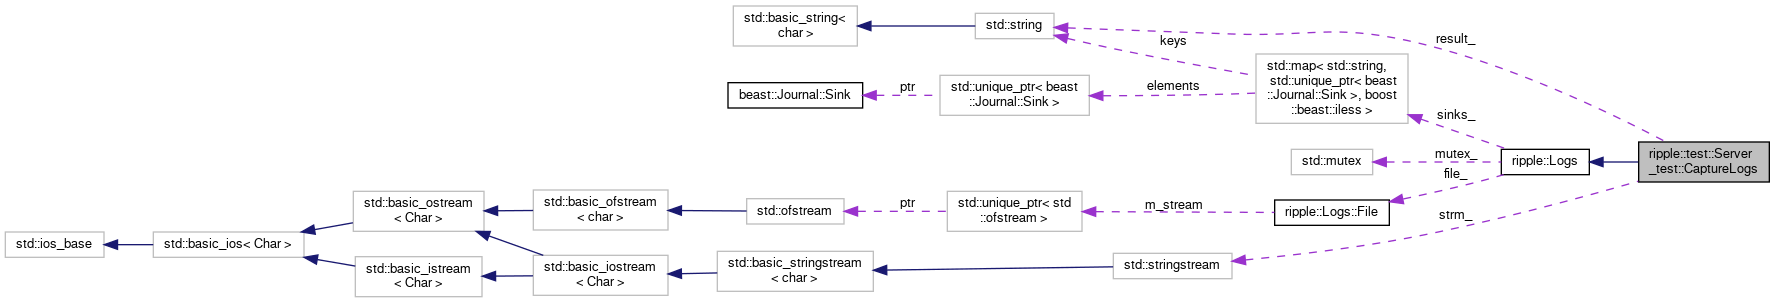 std::basic_string<
char >
std::string
result_
keys
std::map< std::string,
std::unique_ptr< beast
::Journal::Sink >, boost
::beast::iless >
beast::Journal::Sink
ptr
std::unique_ptr< beast
::Journal::Sink >
elements
sinks_
ripple::test::Server
_test::CaptureLogs
std::mutex
mutex_
ripple::Logs
file_
std::basic_ostream
< Char >
std::basic_ofstream
< char >
std::ofstream
ptr
std::unique_ptr< std
::ofstream >
m_stream
ripple::Logs::File
strm_
std::ios_base
std::basic_ios< Char >
std::basic_istream
< Char >
std::basic_iostream
< Char >
std::basic_stringstream
< char >
std::stringstream